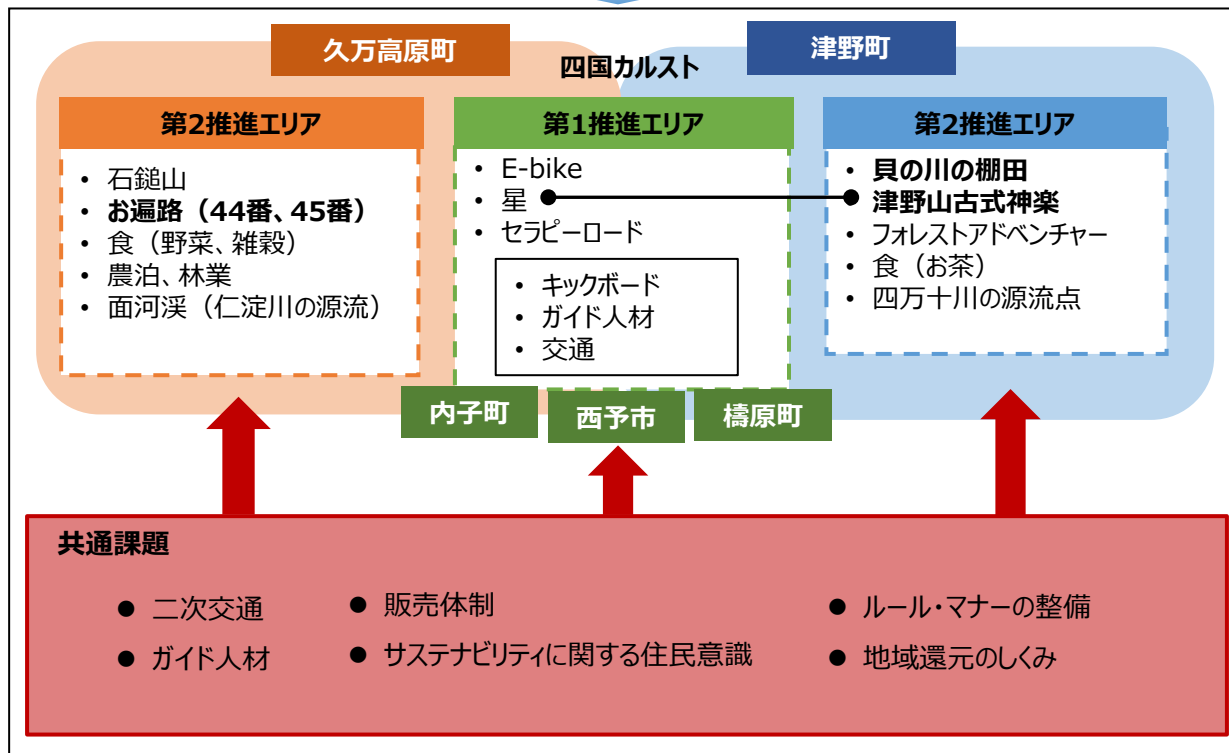 久万高原町
四国カルスト
津野町
第2推進エリア
・ 石鎚山
・ お遍路（44番、45番）
・ 食（野菜、雑穀）
・ 農泊、林業
・ 面河渓（仁淀川の源流）
第1推進エリア
・ E-bike
・ 星
・ セラピーロード
・ キックボード
・ ガイド人材
・ 交通
第2推進エリア
・ 貝の川の棚田
・ 津野山古式神楽
・ フォレストアドベンチャー
・ 食（お茶）
・ 四万十川の源流点
内子町
西予市
檮原町
共通課題
● 二次交通
● ガイド人材
● 販売体制
● サステナビリティに関する住民意識
● ルール・マナーの整備
● 地域還元のしくみ